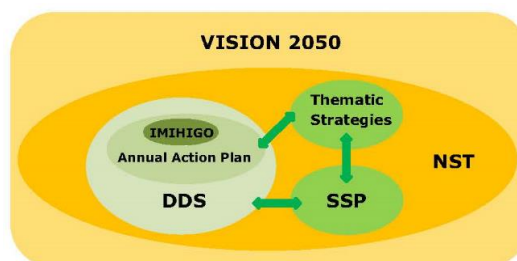 VISION 2050
Thematic
Strategies
IMIHIGO
Annual Action Plan
NST
DDS
SSP